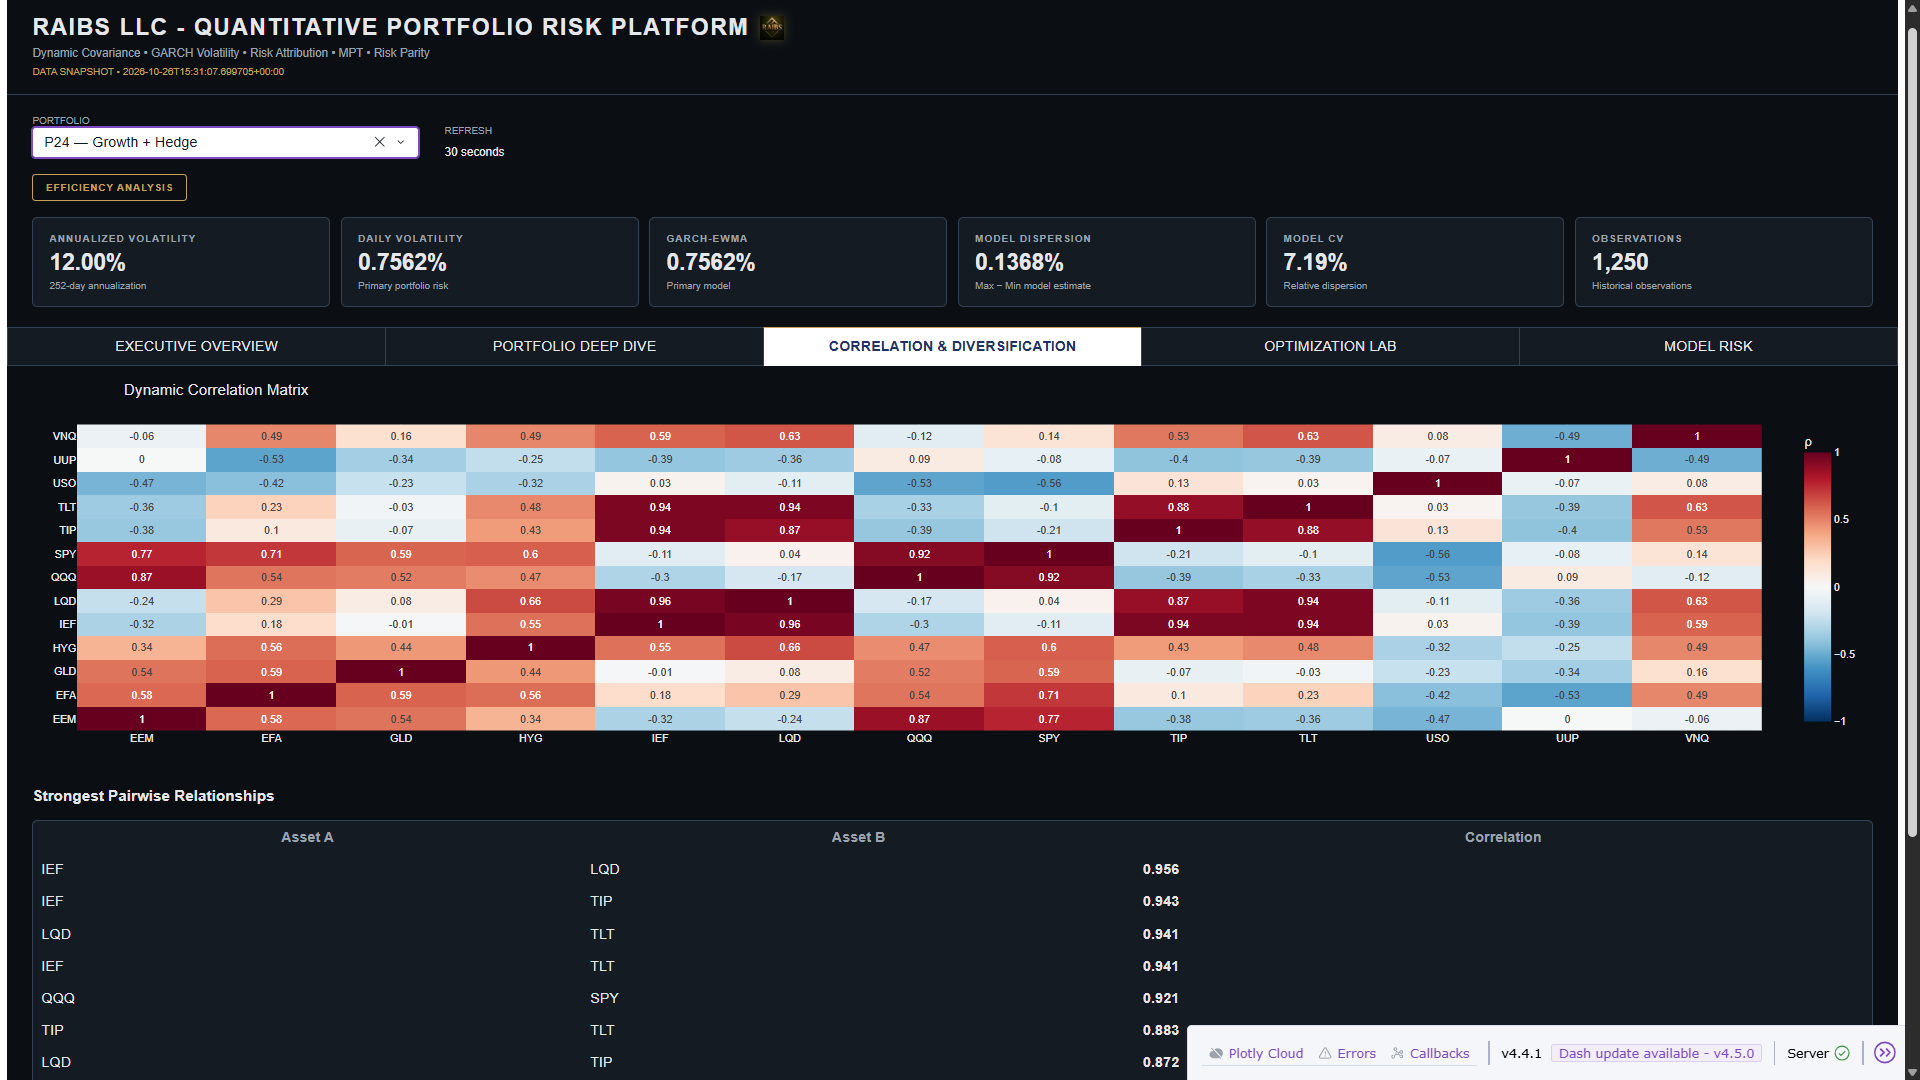 RAIBS LLC - QUANTITATIVE PORTFOLIO RISK PLATFORM
RAIBS
Dynamic Covariance • GARCH Volatility • Risk Attribution • MPT • Risk Parity
DATA SNAPSHOT • 2026-10-26T15:31:07.699705+00:00
PORTFOLIO
P24 — Growth + Hedge
REFRESH
30 seconds
EFFICIENCY ANALYSIS
ANNUALIZED VOLATILITY
12.00%
252-day annualization
DAILY VOLATILITY
0.7562%
Primary portfolio risk
GARCH-EWMA
0.7562%
Primary model
MODEL DISPERSION
0.1368%
Max − Min model estimate
MODEL CV
7.19%
Relative dispersion
OBSERVATIONS
1,250
Historical observations
EXECUTIVE OVERVIEW
PORTFOLIO DEEP DIVE
CORRELATION & DIVERSIFICATION
OPTIMIZATION LAB
MODEL RISK
Dynamic Correlation Matrix
VNQ -0.06 0.49 0.16 0.49 0.59 0.63 -0.12 0.14 0.53 0.63 0.08 -0.49 1
UUP 0 -0.53 -0.34 -0.25 -0.39 -0.36 0.09 -0.08 -0.4 -0.39 -0.07 1 -0.49
USO -0.47 -0.42 -0.23 -0.32 0.03 -0.11 -0.53 -0.56 0.13 0.03 1 -0.07 0.08
TLT -0.36 0.23 -0.03 0.48 0.94 0.94 -0.33 -0.1 0.88 1 0.03 -0.39 0.63
TIP -0.38 0.1 -0.07 0.43 0.94 0.87 -0.39 -0.21 1 0.88 0.13 -0.4 0.53
SPY 0.77 0.71 0.59 0.6 -0.11 0.04 0.92 1 -0.21 -0.1 -0.56 -0.08 0.14
QQQ 0.87 0.54 0.52 0.47 -0.3 -0.17 1 0.92 -0.39 -0.33 -0.53 0.09 -0.12
LQD -0.24 0.29 0.08 0.66 0.96 1 -0.17 0.04 0.87 0.94 -0.11 -0.36 0.63
IEF -0.32 0.18 -0.01 0.55 1 0.96 -0.3 -0.11 0.94 0.94 0.03 -0.39 0.59
HYG 0.34 0.56 0.44 1 0.55 0.66 0.47 0.6 0.43 0.48 -0.32 -0.25 0.49
GLD 0.54 0.59 1 0.44 -0.01 0.08 0.52 0.59 -0.07 -0.03 -0.23 -0.34 0.16
EFA 0.58 1 0.59 0.56 0.18 0.29 0.54 0.71 0.1 0.23 -0.42 -0.53 0.49
EEM 1 0.58 0.54 0.34 -0.32 -0.24 0.87 0.77 -0.38 -0.36 -0.47 0 -0.06
EEM EFA GLD HYG IEF LQD QQQ SPY TIP TLT USO UUP VNQ
ρ
1
0.5
0
−0.5
−1
Strongest Pairwise Relationships
Asset A Asset B Correlation
IEF LQD 0.956
IEF TIP 0.943
LQD TLT 0.941
IEF TLT 0.941
QQQ SPY 0.921
TIP TLT 0.883
LQD TIP 0.872
Plotly Cloud Errors Callbacks v4.4.1 Dash update available - v4.5.0 Server